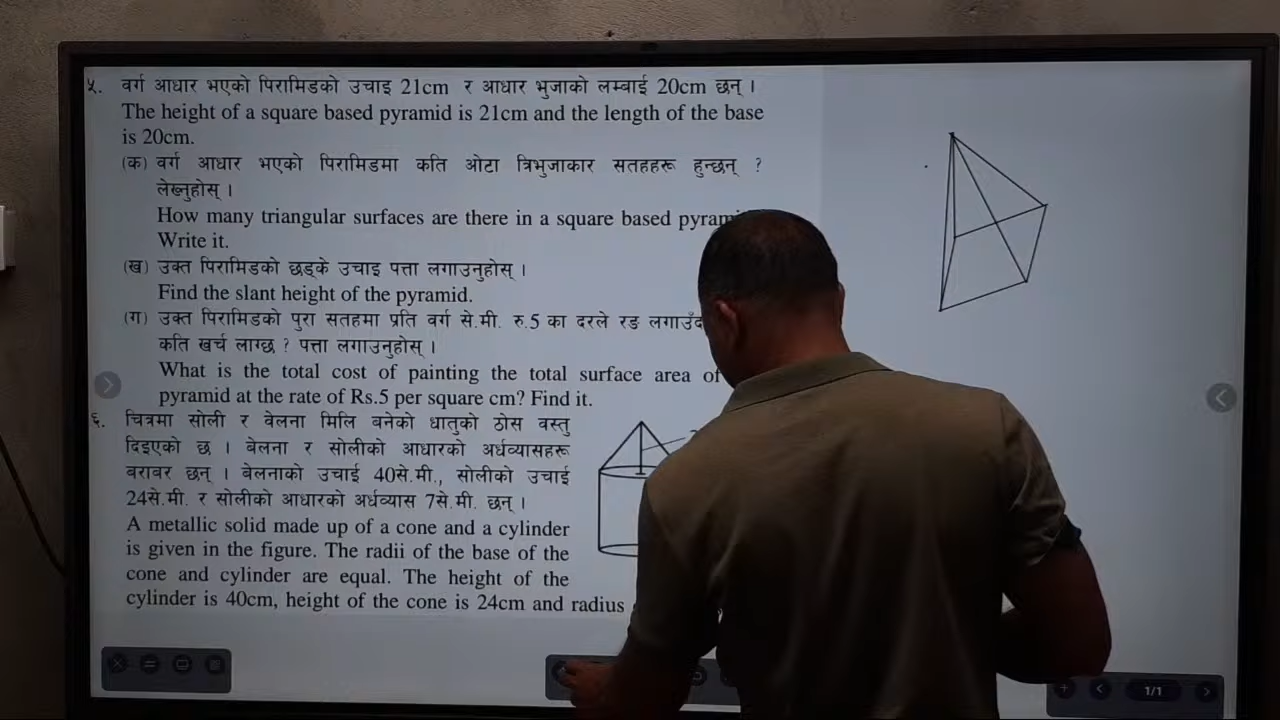 ५. वर्ग आधार भएको पिरामिडको उचाइ 21cm र आधार भुजाको लम्बाई 20cm छन् ।
The height of a square based pyramid is 21cm and the length of the base
is 20cm.
(क) वर्ग आधार भएको पिरामिडमा कति ओटा त्रिभुजाकार सतहहरू हुन्छन् ?
लेख्नुहोस् ।
How many triangular surfaces are there in a square based
Write it.
(ख) उक्त पिरामिडको छड्के उचाइ पत्ता लगाउनुहोस् ।
Find the slant height of the pyramid.
(ग) उक्त पिरामिडको पुरा सतहमा प्रति वर्ग से.मी. रु.5 का दरले रङ
कति खर्च लाग्छ ? पत्ता लगाउनुहोस् ।
What is the total cost of painting the total surface area of
pyramid at the rate of Rs.5 per square cm? Find it.
६. चित्रमा सोली र वेलना मिलि बनेको धातुको ठोस वस्तु
दिइएको छ । बेलना र सोलीको आधारको अर्धव्यासहरू
बराबर छन् । बेलनाको उचाई 40से.मी., सोलीको उचाई
24से.मी. र सोलीको आधारको अर्धव्यास 7से.मी. छन् ।
A metallic solid made up of a cone and a cylinder
is given in the figure. The radii of the base of the
cone and cylinder are equal. The height of the
cylinder is 40cm, height of the cone is 24cm and radius
1/1